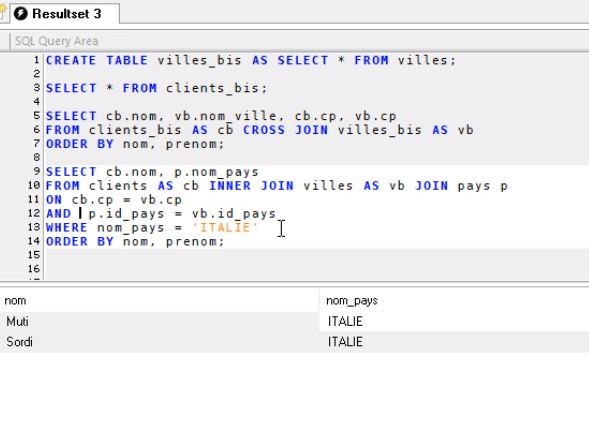 Resultset 3
SQL Query Area
1 CREATE TABLE villes_bis AS SELECT * FROM villes;
2
3 SELECT * FROM clients_bis;
4
5 SELECT cb.nom, vb.nom_ville, cb.cp, vb.cp
6 FROM clients_bis AS cb CROSS JOIN villes_bis AS vb
7 ORDER BY nom, prenom;
8
9 SELECT cb.nom, p.nom_pays
10 FROM clients AS cb INNER JOIN villes AS vb JOIN pays p
11 ON cb.cp = vb.cp
12 AND p.id_pays = vb.id_pays
13 WHERE nom_pays = 'ITALIE'
14 ORDER BY nom, prenom;
15
16
nom nom_pays
Muti ITALIE
Sordi ITALIE